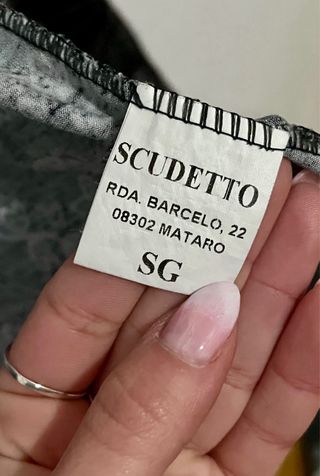 SCUDETTO
RDA. BARCELO, 22
08302 MATARO
SG